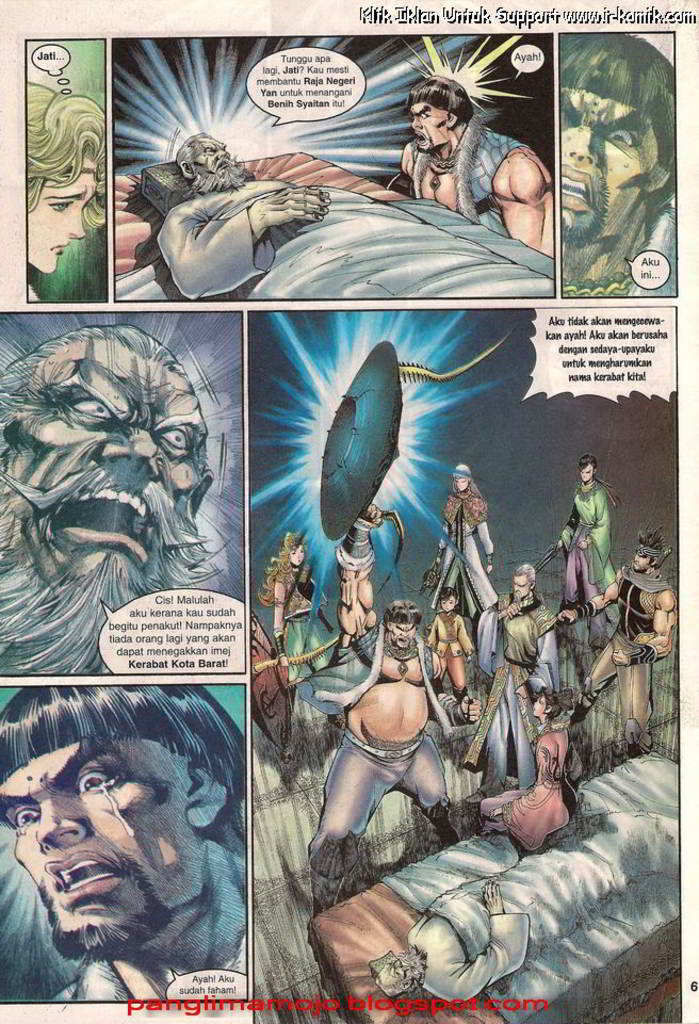 Klik Iklan Untuk Support www.ir-komik.com
Jati...
Tunggu apa
lagi, Jati? Kau mesti
membantu Raja Negeri
Yan untuk menangani
Benih Syaitan itu!
Ayah!
Aku
ini...
Cis! Malulah
aku kerana kau sudah
begitu penakut! Nampaknya
tiada orang lagi yang akan
dapat menegakkan imej
Kerabat Kota Barat!
Ayah! Aku
sudah faham!
Aku tidak akan mengecewa-
kan ayah! Aku akan berusaha
dengan sedaya-upayaku
untuk mengharumkan
nama kerabat kita!
6
panglimamojo.blogspot.com